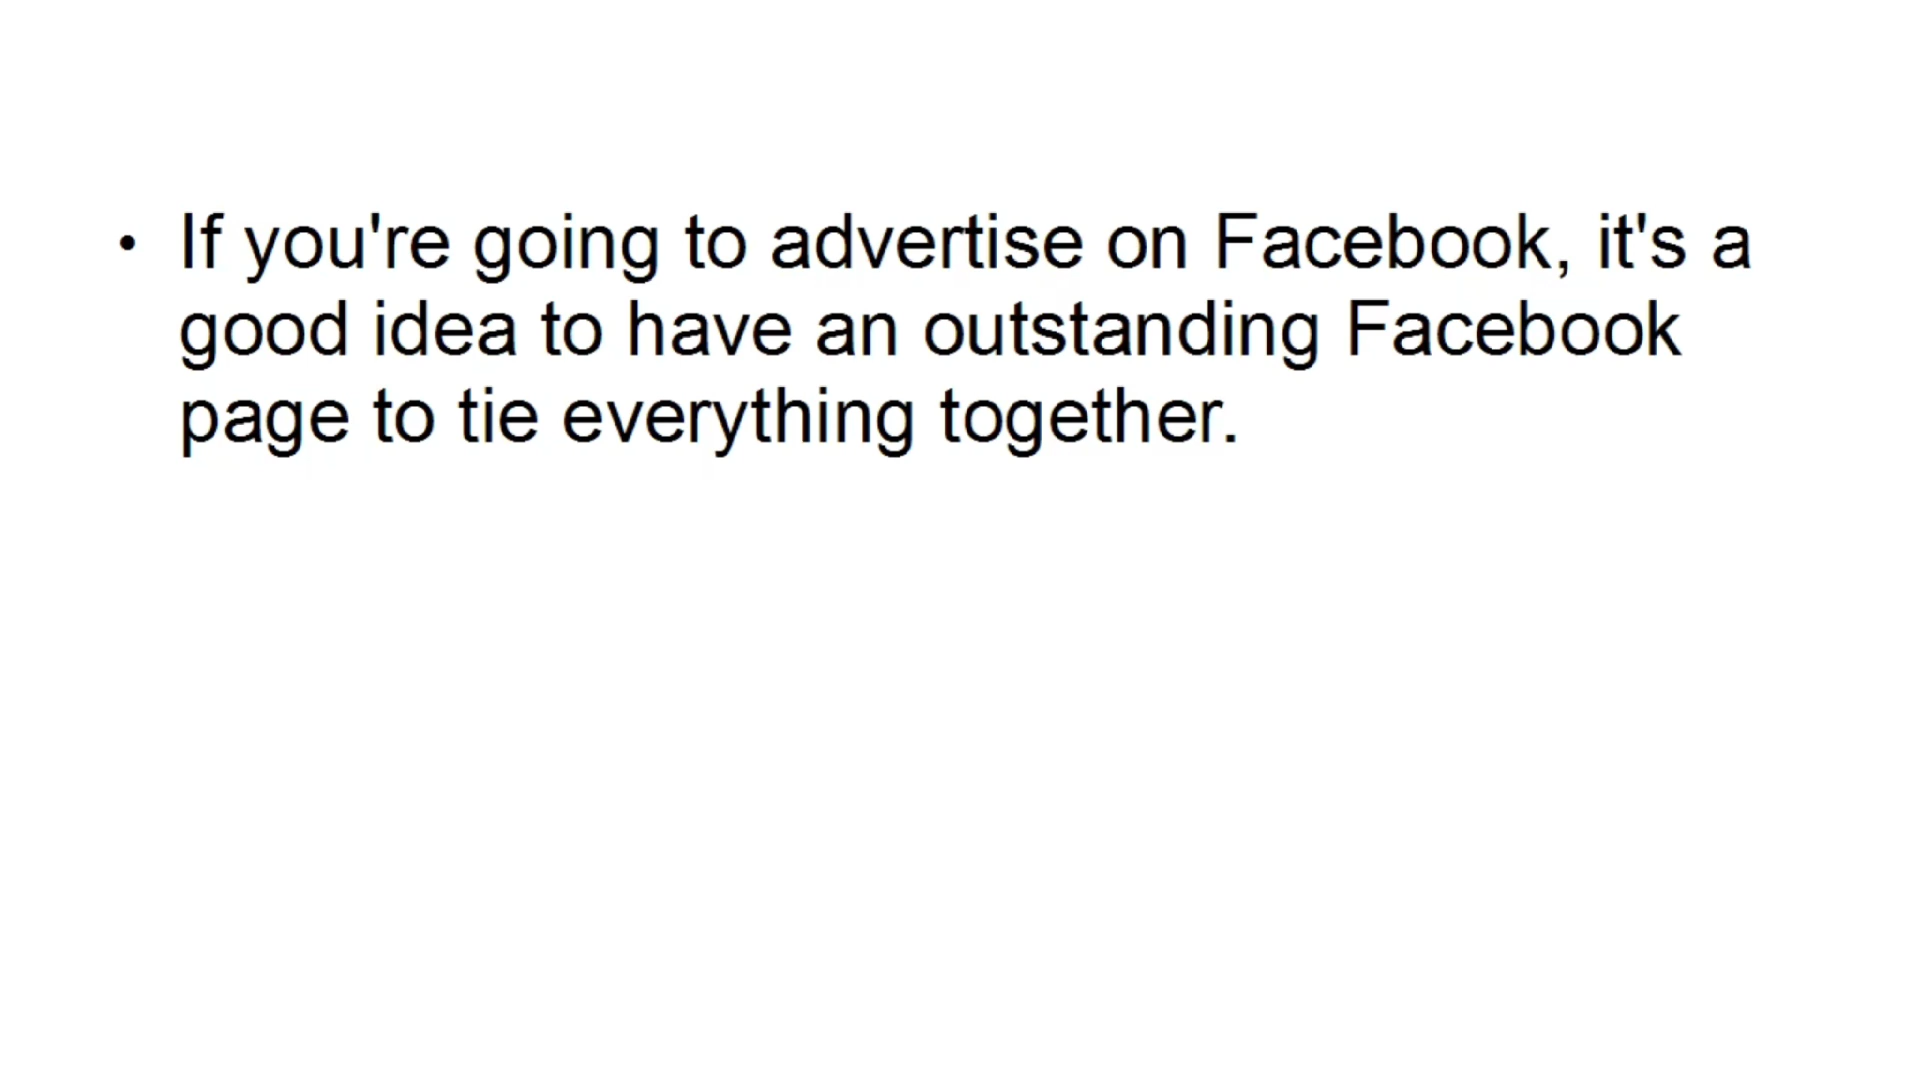 • If you're going to advertise on Facebook, it's a
good idea to have an outstanding Facebook
page to tie everything together.